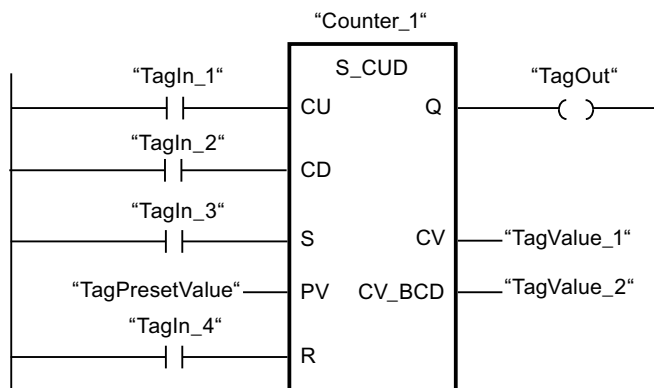 “Counter_1“
S_CUD
“TagIn_1“
“TagOut“
CU
Q
“TagIn_2“
CD
“TagIn_3“
S
CV
“TagValue_1“
“TagPresetValue“
PV
CV_BCD
“TagValue_2“
“TagIn_4“
R